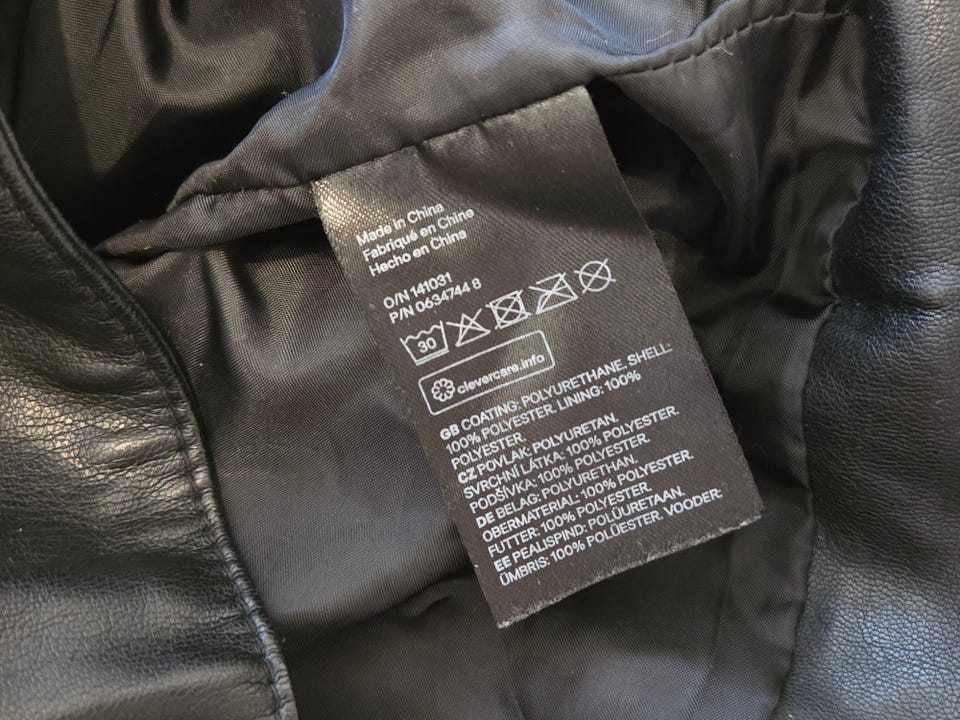 Made in China
Fabriqué en Chine
Hecho en China
O/N 141031
P/N 0634744 8
30
clevercare.info
GB COATING: POLYURETHANE. SHELL:
100% POLYESTER. LINING: 100%
POLYESTER.
CZ POVLAK: POLYURETAN.
SVRCHNÍ LÁTKA: 100% POLYESTER.
PODŠÍVKA: 100% POLYESTER.
DE BELAG: POLYURETHAN.
OBERMATERIAL: 100% POLYESTER.
FUTTER: 100% POLYESTER.
EE PEALISPIND: POLÜURETAAN.
ÜMBRIS: 100% POLÜESTER. VOODER: